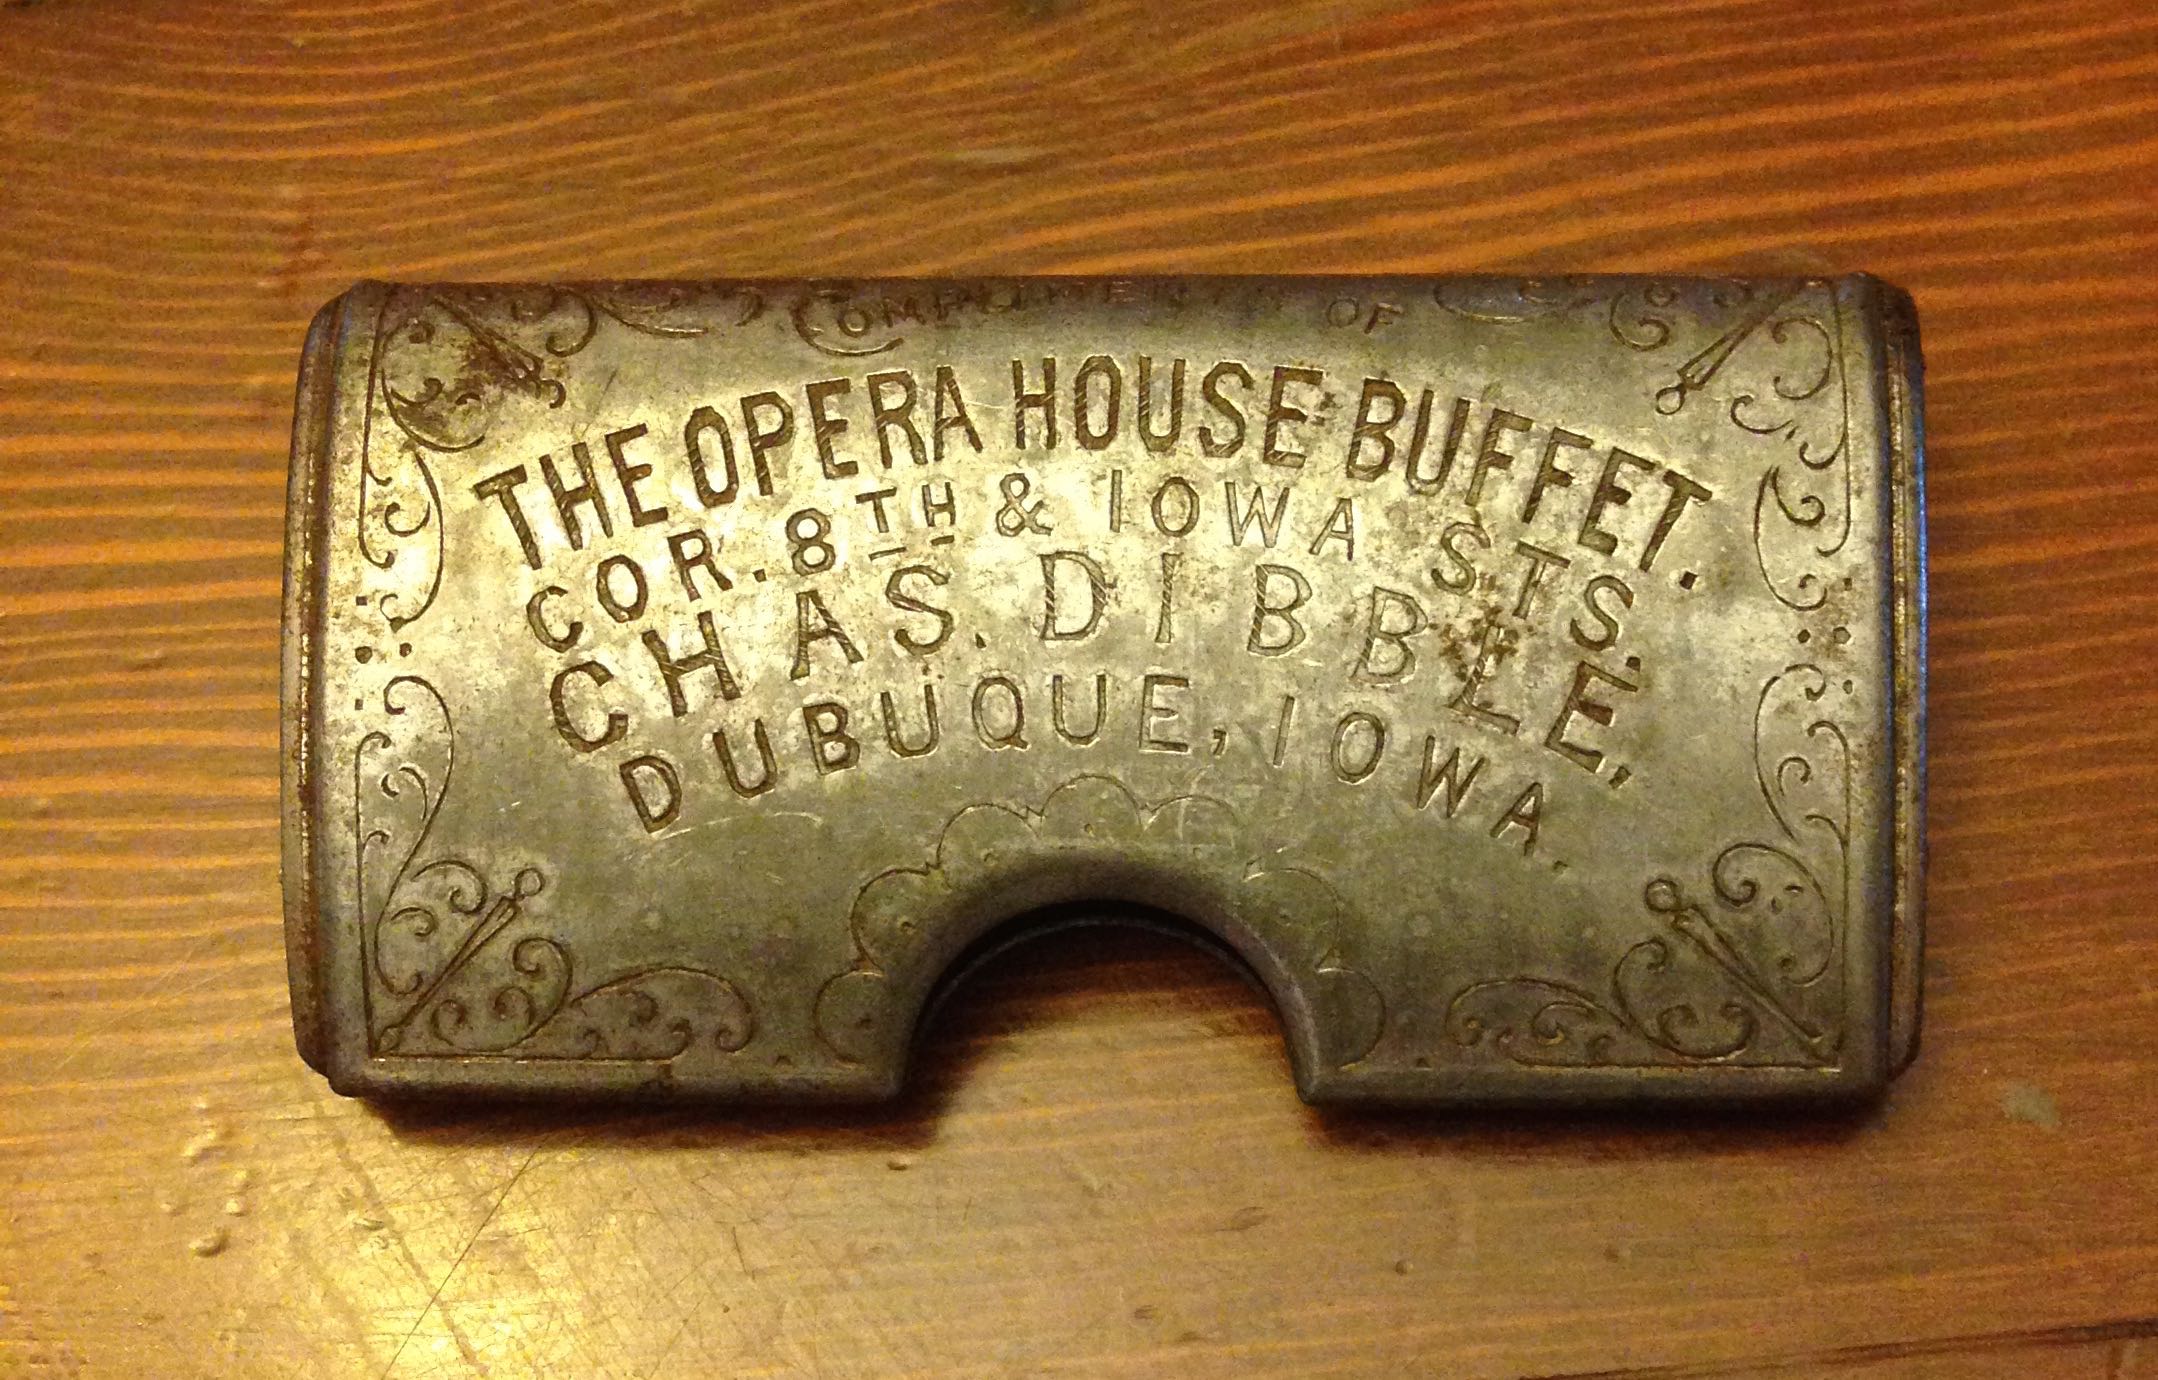 COMPLIMENTS OF
THE OPERA HOUSE BUFFET.
COR. 8TH & IOWA STS.
CHAS. DIBBLE,
DUBUQUE, IOWA.